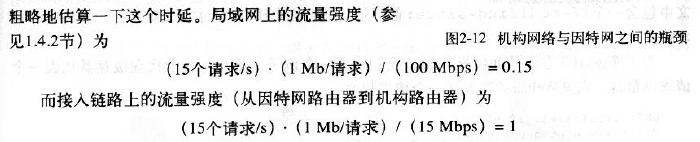 粗略地估算一下这个时延。局域网上的流量强度（参
见1.4.2节）为
图2-12 机构网络与因特网之间的瓶颈
（15个请求/s）·（1 Mb/请求）/（100 Mbps）= 0.15
而接入链路上的流量强度（从因特网路由器到机构路由器）为
（15个请求/s）·（1 Mb/请求）/（15 Mbps）= 1